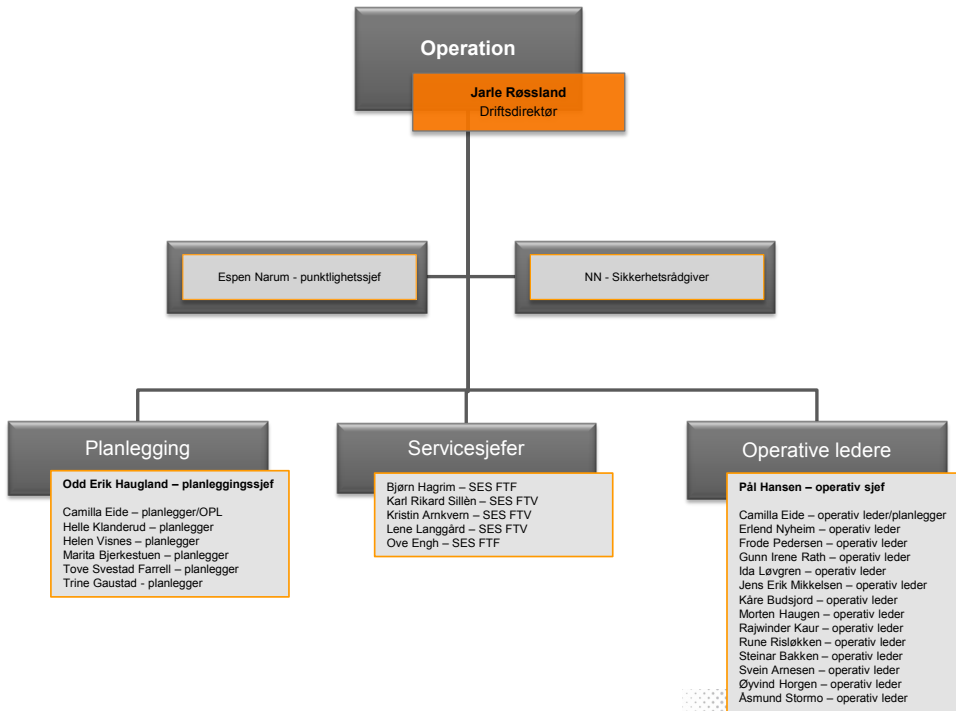 Operation
Jarle Røssland
Driftsdirektør
Espen Narum - punktlighetssjef
NN - Sikkerhetsrådgiver
Planlegging
Odd Erik Haugland – planleggingssjef
Camilla Eide – planlegger/OPL
Helle Klanderud – planlegger
Helen Visnes – planlegger
Marita Bjerkestuen – planlegger
Tove Svestad Farrell – planlegger
Trine Gaustad - planlegger
Servicesjefer
Bjørn Hagrim – SES FTF
Karl Rikard Sillèn – SES FTV
Kristin Arnkvern – SES FTV
Lene Langgård – SES FTV
Ove Engh – SES FTF
Operative ledere
Pål Hansen – operativ sjef
Camilla Eide – operativ leder/planlegger
Erlend Nyheim – operativ leder
Frode Pedersen – operativ leder
Gunn Irene Rath – operativ leder
Ida Løvgren – operativ leder
Jens Erik Mikkelsen – operativ leder
Kåre Budsjord – operativ leder
Morten Haugen – operativ leder
Rajwinder Kaur – operativ leder
Rune Risløkken – operativ leder
Steinar Bakken – operativ leder
Svein Arnesen – operativ leder
Øyvind Horgen – operativ leder
Åsmund Stormo – operativ leder